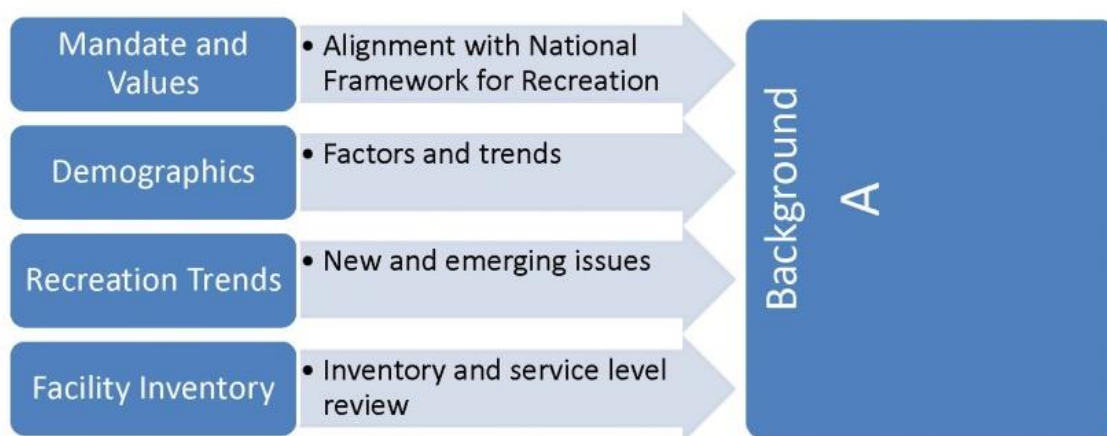 Mandate and
Values
• Alignment with National
Framework for Recreation
Demographics
• Factors and trends
Recreation Trends
• New and emerging issues
Facility Inventory
• Inventory and service level
review
Background
A